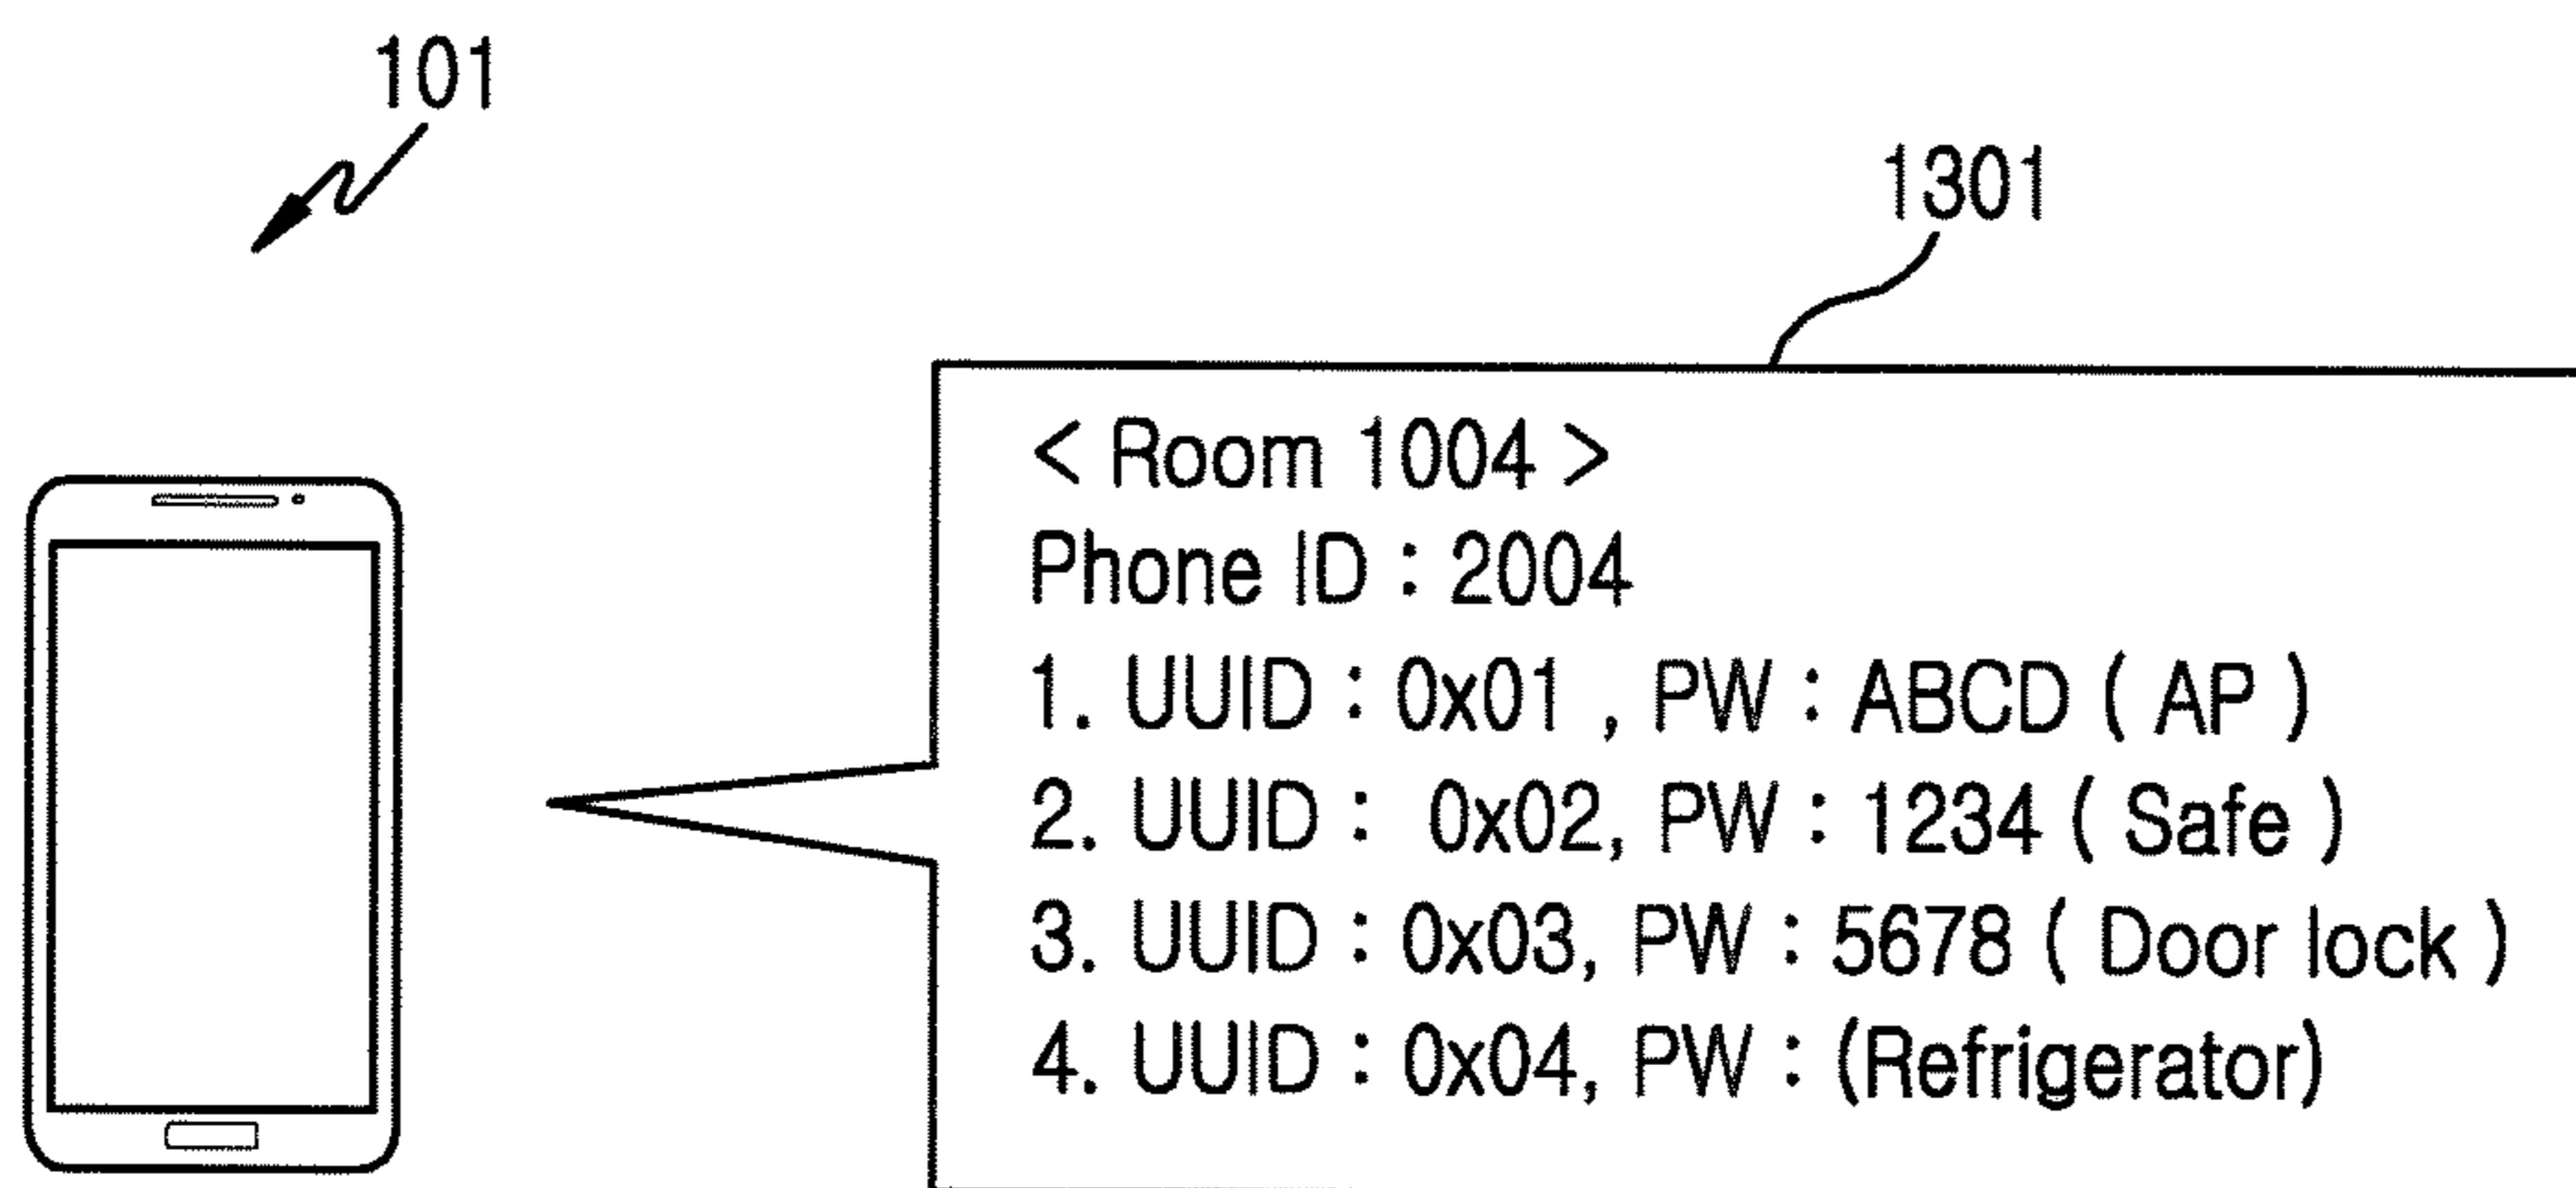 101
1301
< Room 1004 >
Phone ID : 2004
1. UUID : 0x01 , PW : ABCD ( AP )
2. UUID : 0x02, PW : 1234 ( Safe )
3. UUID : 0x03, PW : 5678 ( Door lock )
4. UUID : 0x04, PW : (Refrigerator)